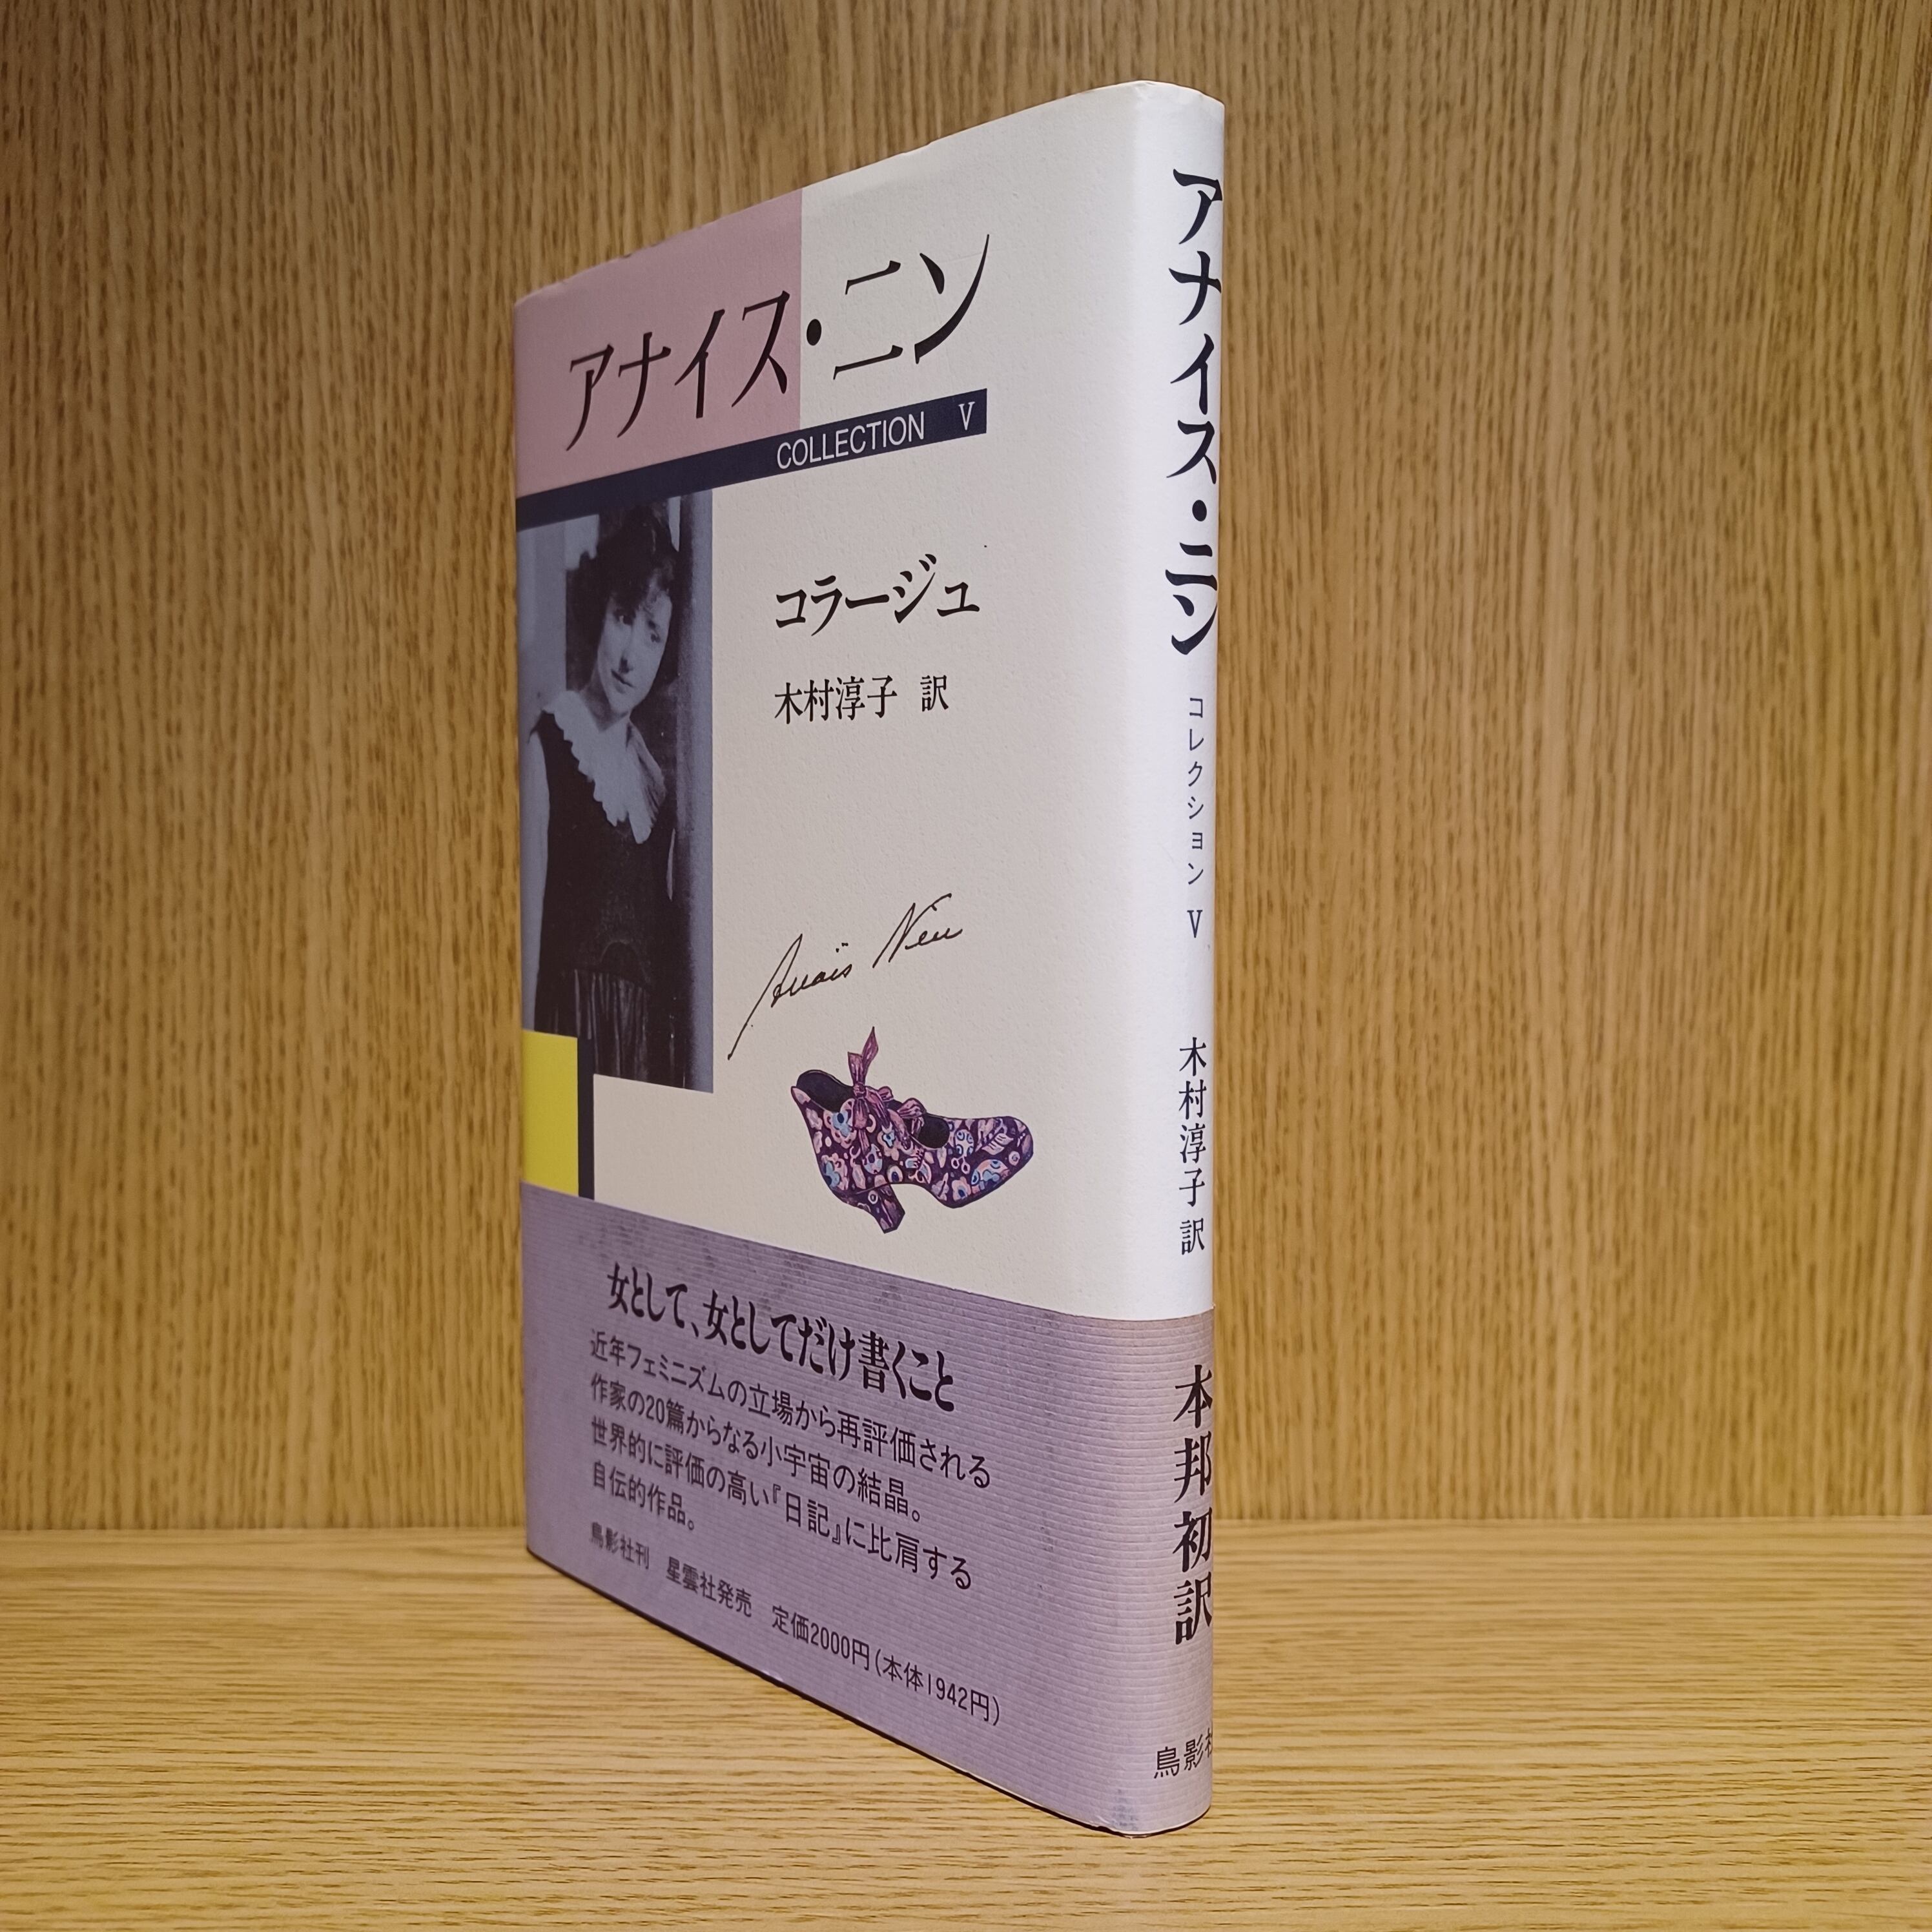 アナイス・ニン
COLLECTION V
コラージュ
木村淳子 訳
Anaïs Nin
女として、女としてだけ書くこと
近年フェミニズムの立場から再評価される
作家の20篇からなる小宇宙の結晶。
世界的に評価の高い『日記』に比肩する
自伝的作品。
鳥影社刊 星雲社発売 定価2000円(本体1942円)
アナイス・ニン コレクション V 木村淳子 訳
本邦初訳
鳥影社